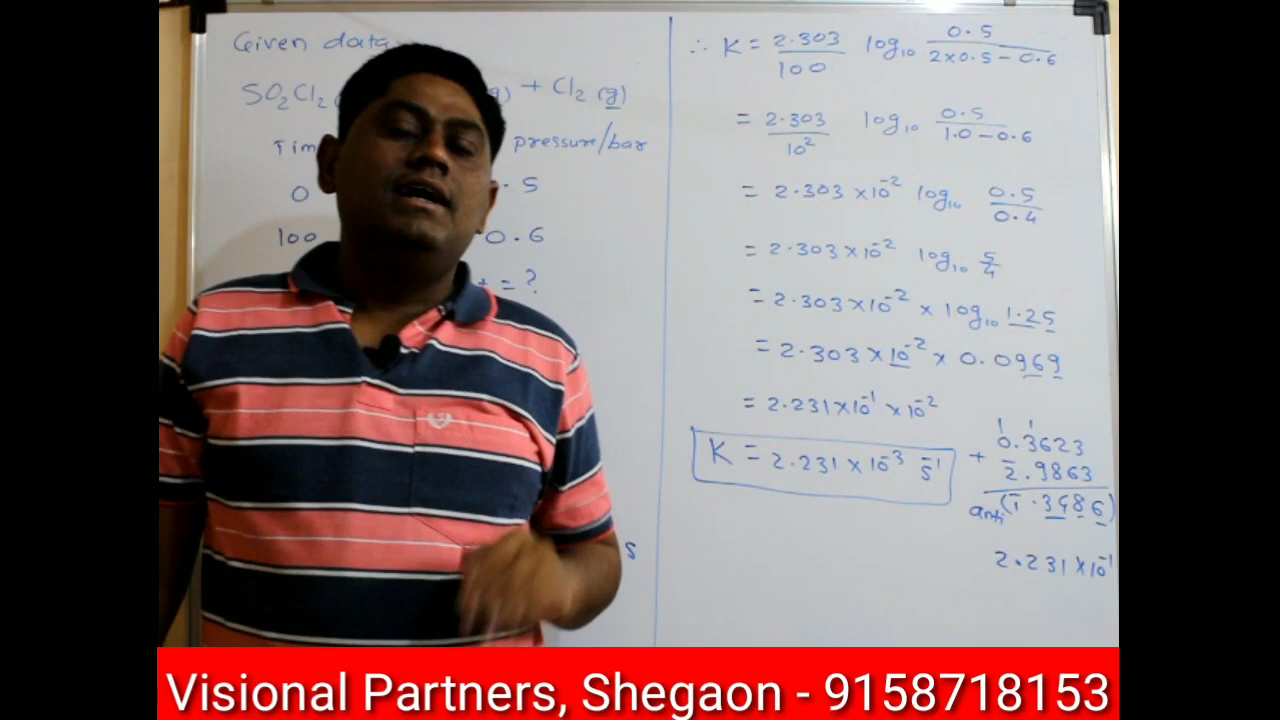 Given data
SO₂Cl₂ g) + Cl₂ (g)
Tim pressure/bar
0 . 5
100 0.6
t = ?
s
∴ K = 2.303/100 log₁₀ 0.5/(2×0.5 - 0.6)
= 2.303/10² log₁₀ 0.5/(1.0 - 0.6)
= 2.303 × 10⁻² log₁₀ 0.5/0.4
= 2.303 × 10⁻² log₁₀ 5/4
= 2.303 × 10⁻² × log₁₀ 1.25
= 2.303 × 10⁻² × 0.0969
= 2.231 × 10⁻¹ × 10⁻²
K = 2.231 × 10⁻³ s⁻¹
1 1
0.3623
+ 2̄.9863
anti (1̄.3486)
2.231 × 10⁻¹
Visional Partners, Shegaon - 9158718153